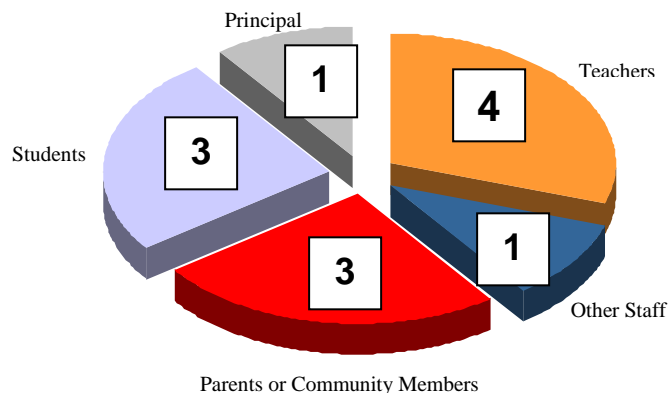 Principal
1
Teachers
4
Students
3
3
1
Other Staff
Parents or Community Members